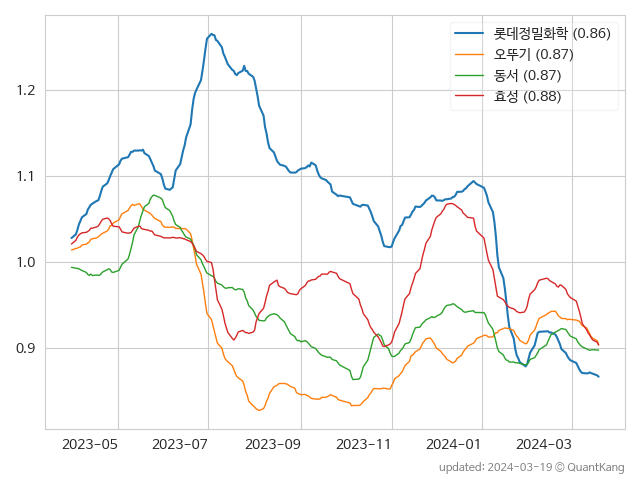 롯데정밀화학 (0.86)
오뚜기 (0.87)
동서 (0.87)
효성 (0.88)
1.2
1.1
1.0
0.9
2023-05 2023-07 2023-09 2023-11 2024-01 2024-03
updated: 2024-03-19 © QuantKang